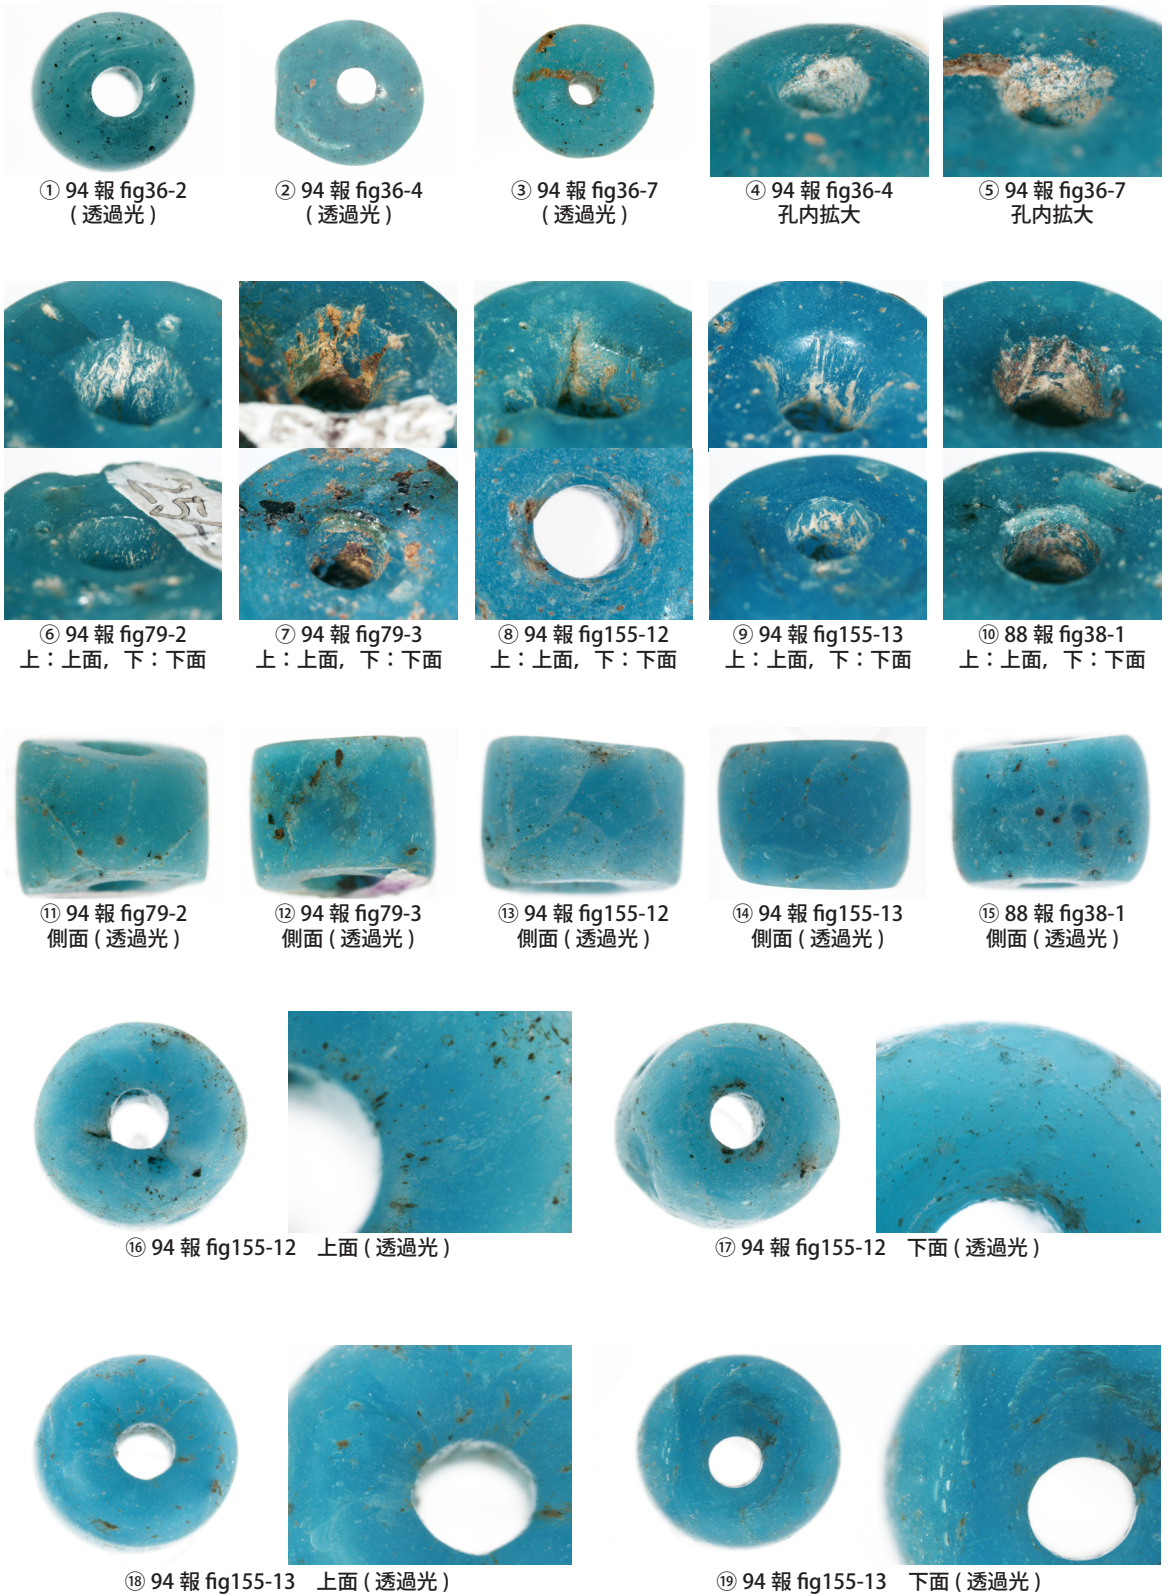 ① 94 報 fig36-2
( 透過光 )
② 94 報 fig36-4
( 透過光 )
③ 94 報 fig36-7
( 透過光 )
④ 94 報 fig36-4
孔内拡大
⑤ 94 報 fig36-7
孔内拡大
⑥ 94 報 fig79-2
上：上面，下：下面
⑦ 94 報 fig79-3
上：上面，下：下面
⑧ 94 報 fig155-12
上：上面，下：下面
⑨ 94 報 fig155-13
上：上面，下：下面
⑩ 88 報 fig38-1
上：上面，下：下面
⑪ 94 報 fig79-2
側面 ( 透過光 )
⑫ 94 報 fig79-3
側面 ( 透過光 )
⑬ 94 報 fig155-12
側面 ( 透過光 )
⑭ 94 報 fig155-13
側面 ( 透過光 )
⑮ 88 報 fig38-1
側面 ( 透過光 )
⑯ 94 報 fig155-12　上面 ( 透過光 )
⑰ 94 報 fig155-12　下面 ( 透過光 )
⑱ 94 報 fig155-13　上面 ( 透過光 )
⑲ 94 報 fig155-13　下面 ( 透過光 )